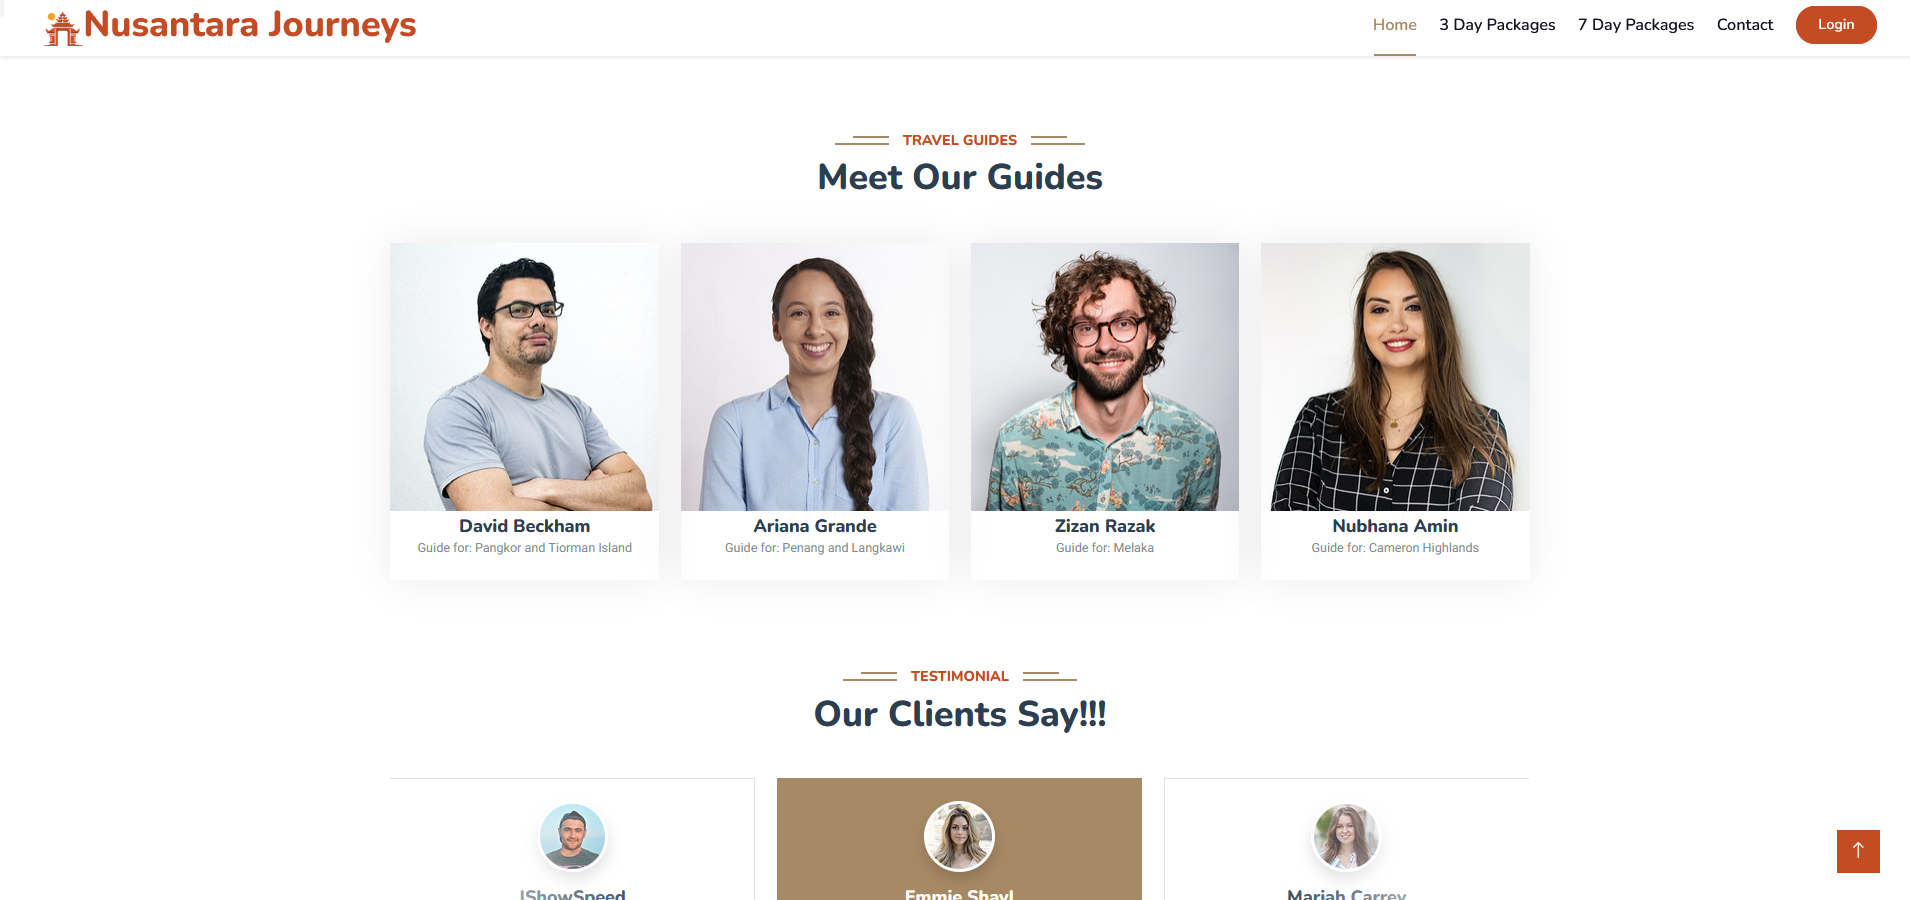 Nusantara Journeys
Home 3 Day Packages 7 Day Packages Contact Login
TRAVEL GUIDES
Meet Our Guides
David Beckham
Guide for: Pangkor and Tiorman Island
Ariana Grande
Guide for: Penang and Langkawi
Zizan Razak
Guide for: Melaka
Nubhana Amin
Guide for: Cameron Highlands
TESTIMONIAL
Our Clients Say!!!
IShowSpeed
Emmie Shayl
Mariah Carrey